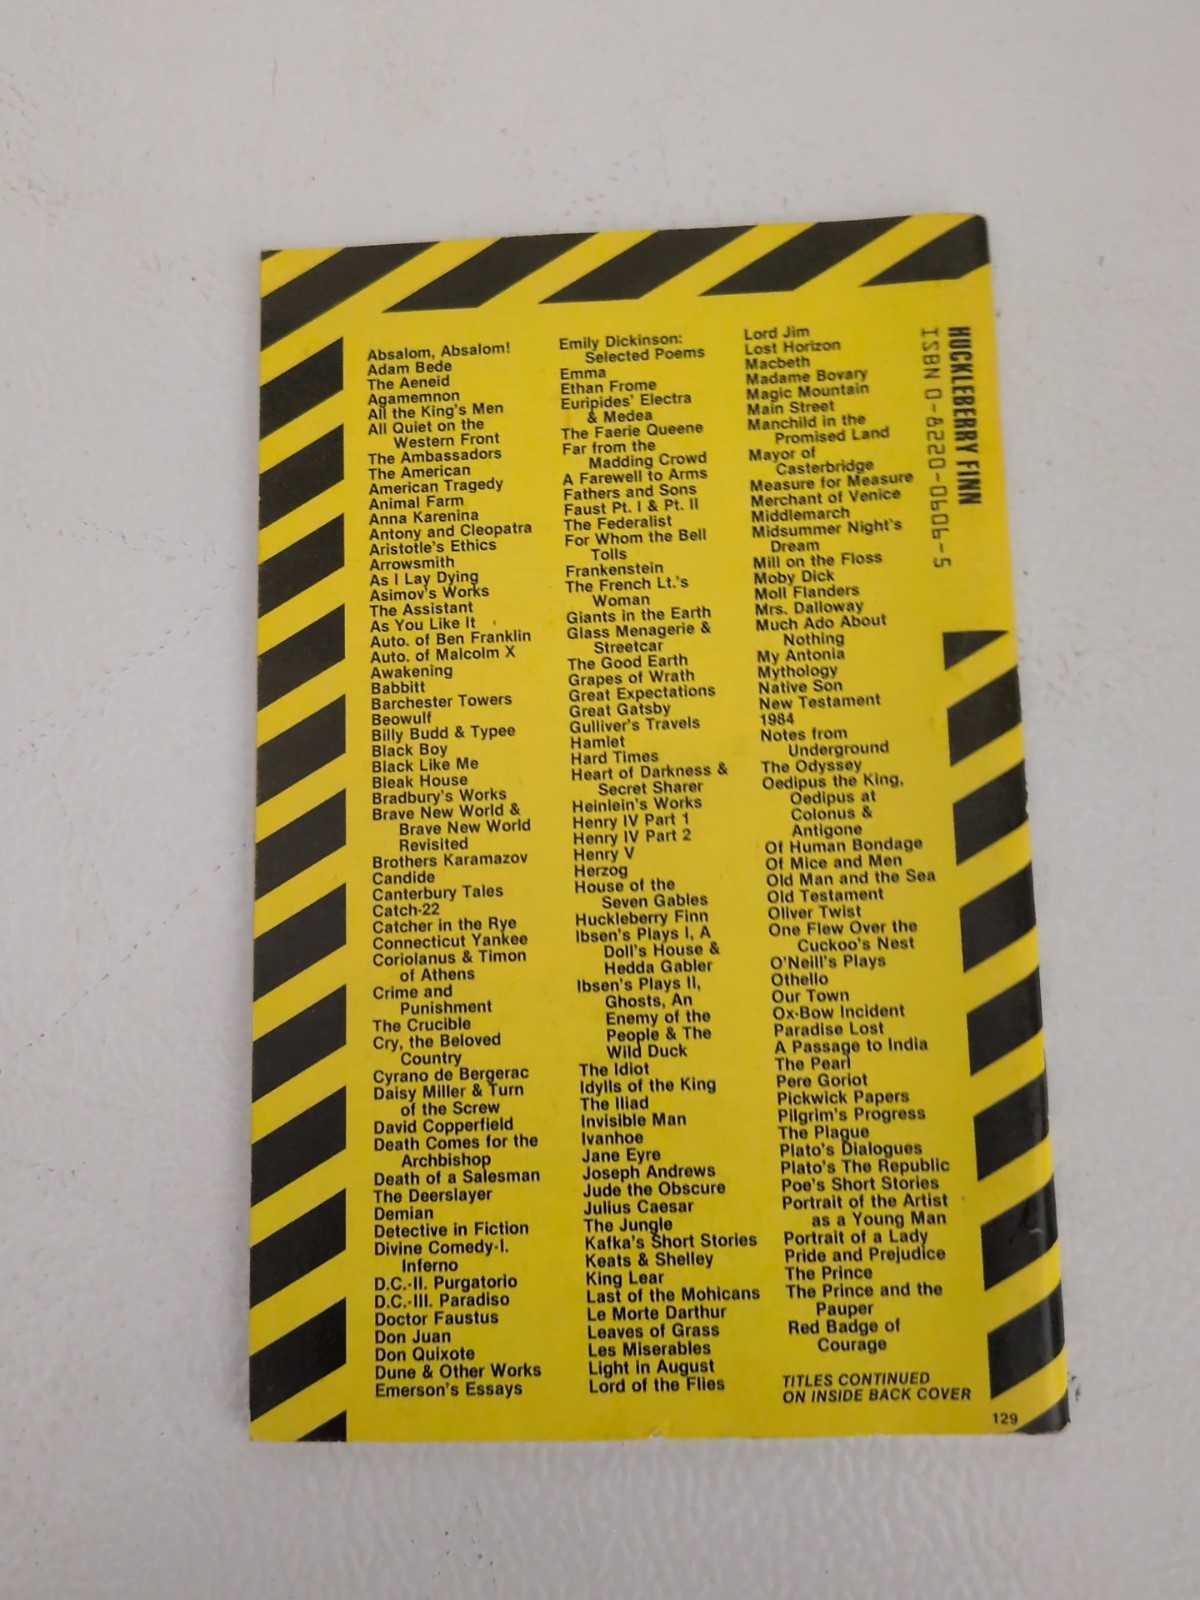 Absalom, Absalom!
Adam Bede
The Aeneid
Agamemnon
All the King's Men
All Quiet on the
Western Front
The Ambassadors
The American
American Tragedy
Animal Farm
Anna Karenina
Antony and Cleopatra
Aristotle's Ethics
Arrowsmith
As I Lay Dying
Asimov's Works
The Assistant
As You Like It
Auto. of Ben Franklin
Auto. of Malcolm X
Awakening
Babbitt
Barchester Towers
Beowulf
Billy Budd & Typee
Black Boy
Black Like Me
Bleak House
Bradbury's Works
Brave New World &
Brave New World
Revisited
Brothers Karamazov
Candide
Canterbury Tales
Catch-22
Catcher in the Rye
Connecticut Yankee
Coriolanus & Timon
of Athens
Crime and
Punishment
The Crucible
Cry, the Beloved
Country
Cyrano de Bergerac
Daisy Miller & Turn
of the Screw
David Copperfield
Death Comes for the
Archbishop
Death of a Salesman
The Deerslayer
Demian
Detective in Fiction
Divine Comedy-I.
Inferno
D.C.-II. Purgatorio
D.C.-III. Paradiso
Doctor Faustus
Don Juan
Don Quixote
Dune & Other Works
Emerson's Essays
Emily Dickinson:
Selected Poems
Emma
Ethan Frome
Euripides' Electra
& Medea
The Faerie Queene
Far from the
Madding Crowd
A Farewell to Arms
Fathers and Sons
Faust Pt. I & Pt. II
The Federalist
For Whom the Bell
Tolls
Frankenstein
The French Lt.'s
Woman
Giants in the Earth
Glass Menagerie &
Streetcar
The Good Earth
Grapes of Wrath
Great Expectations
Great Gatsby
Gulliver's Travels
Hamlet
Hard Times
Heart of Darkness &
Secret Sharer
Heinlein's Works
Henry IV Part 1
Henry IV Part 2
Henry V
Herzog
House of the
Seven Gables
Huckleberry Finn
Ibsen's Plays I, A
Doll's House &
Hedda Gabler
Ibsen's Plays II,
Ghosts, An
Enemy of the
People & The
Wild Duck
The Idiot
Idylls of the King
The Iliad
Invisible Man
Ivanhoe
Jane Eyre
Joseph Andrews
Jude the Obscure
Julius Caesar
The Jungle
Kafka's Short Stories
Keats & Shelley
King Lear
Last of the Mohicans
Le Morte Darthur
Leaves of Grass
Les Miserables
Light in August
Lord of the Flies
Lord Jim
Lost Horizon
Macbeth
Madame Bovary
Magic Mountain
Main Street
Manchild in the
Promised Land
Mayor of
Casterbridge
Measure for Measure
Merchant of Venice
Middlemarch
Midsummer Night's
Dream
Mill on the Floss
Moby Dick
Moll Flanders
Mrs. Dalloway
Much Ado About
Nothing
My Antonia
Mythology
Native Son
New Testament
1984
Notes from
Underground
The Odyssey
Oedipus the King,
Oedipus at
Colonus &
Antigone
Of Human Bondage
Of Mice and Men
Old Man and the Sea
Old Testament
Oliver Twist
One Flew Over the
Cuckoo's Nest
O'Neill's Plays
Othello
Our Town
Ox-Bow Incident
Paradise Lost
A Passage to India
The Pearl
Pere Goriot
Pickwick Papers
Pilgrim's Progress
The Plague
Plato's Dialogues
Plato's The Republic
Poe's Short Stories
Portrait of the Artist
as a Young Man
Portrait of a Lady
Pride and Prejudice
The Prince
The Prince and the
Pauper
Red Badge of
Courage
TITLES CONTINUED
ON INSIDE BACK COVER
129
HUCKLEBERRY FINN
ISBN 0-8220-0606-5